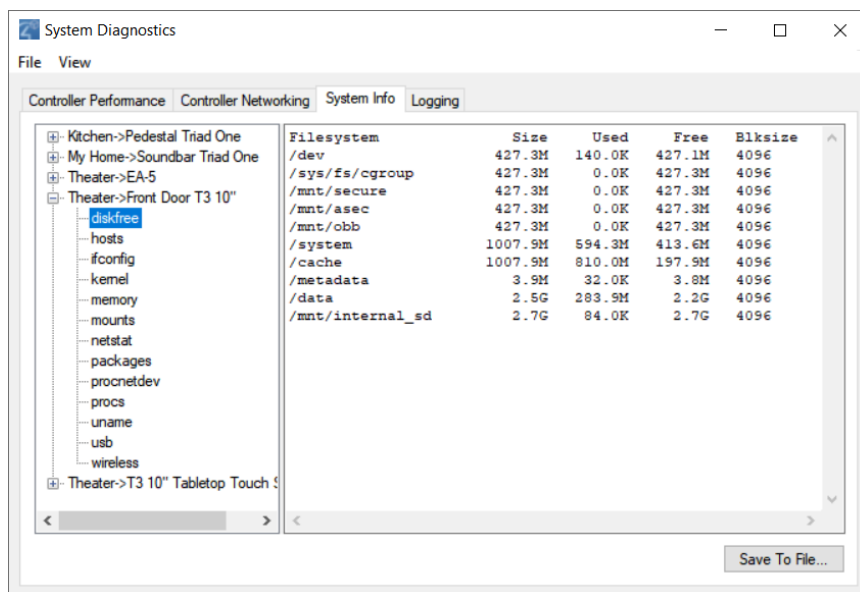 System Diagnostics
File View
Controller Performance Controller Networking System Info Logging
Kitchen->Pedestal Triad One
My Home->Soundbar Triad One
Theater->EA-5
Theater->Front Door T3 10"
diskfree
hosts
ifconfig
kernel
memory
mounts
netstat
packages
procnetdev
procs
uname
usb
wireless
Theater->T3 10" Tabletop Touch S
Filesystem Size Used Free Blksize
/dev 427.3M 140.0K 427.1M 4096
/sys/fs/cgroup 427.3M 0.0K 427.3M 4096
/mnt/secure 427.3M 0.0K 427.3M 4096
/mnt/asec 427.3M 0.0K 427.3M 4096
/mnt/obb 427.3M 0.0K 427.3M 4096
/system 1007.9M 594.3M 413.6M 4096
/cache 1007.9M 810.0M 197.9M 4096
/metadata 3.9M 32.0K 3.8M 4096
/data 2.5G 283.9M 2.2G 4096
/mnt/internal_sd 2.7G 84.0K 2.7G 4096
Save To File...